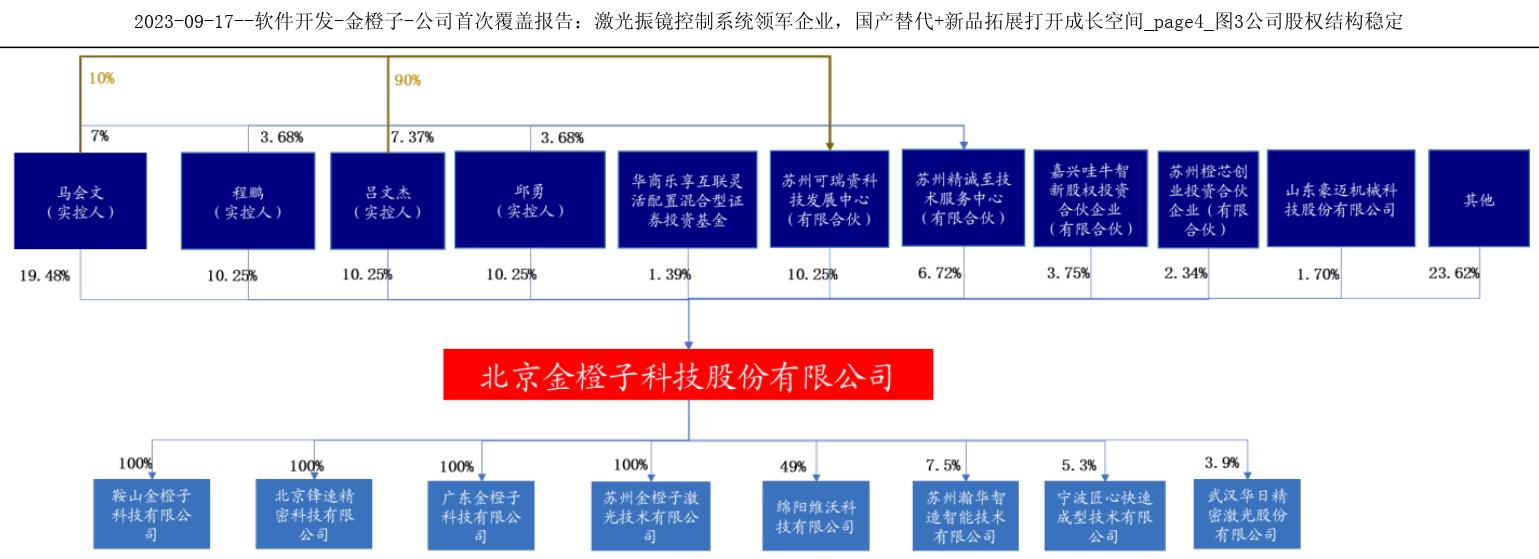 2023-09-17--软件开发-金橙子-公司首次覆盖报告：激光振镜控制系统领军企业，国产替代+新品拓展打开成长空间_page4_图3公司股权结构稳定
10%
90%
7%
3.68%
7.37%
3.68%
马会文
（实控人）
程鹏
（实控人）
吕文杰
（实控人）
邱勇
（实控人）
华商乐享互联灵
活配置混合型证
券投资基金
苏州可瑞资科
技发展中心
（有限合伙）
苏州精诚至技
术服务中心
（有限合伙）
嘉兴哇牛智
新股权投资
合伙企业
（有限合伙）
苏州橙芯创
业投资合伙
企业（有限
合伙）
山东豪迈机械科
技股份有限公司
其他
19.48%
10.25%
10.25%
10.25%
1.39%
10.25%
6.72%
3.75%
2.34%
1.70%
23.62%
北京金橙子科技股份有限公司
100%
100%
100%
100%
49%
7.5%
5.3%
3.9%
鞍山金橙子
科技有限公
司
北京锋速精
密科技有限
公司
广东金橙子
科技有限公
司
苏州金橙子激
光技术有限公
司
绵阳维沃科
技有限公司
苏州瀚华智
造智能技术
有限公司
宁波匠心快速
成型技术有限
公司
武汉华日精
密激光股份
有限公司